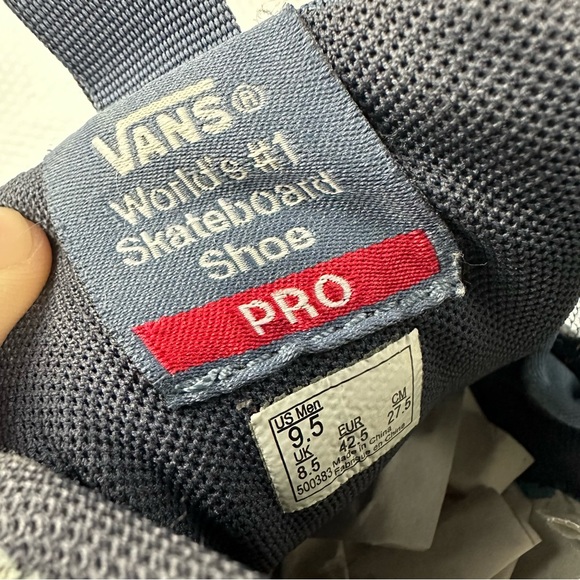 VANS®
World's #1
Skateboard
Shoe
PRO
US Men
9.5
UK EUR CM
8.5 42.5 27.5
500383 Made in China
Fabriqué en Chine